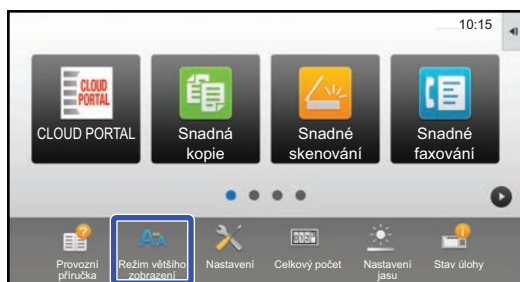 10:15
CLOUD
PORTAL
CLOUD PORTAL
Snadná
kopie
Snadné
skenování
Snadné
faxování
Provozní
příručka
Režim většího
zobrazení
Nastavení
Celkový počet
Nastavení
jasu
Stav úlohy